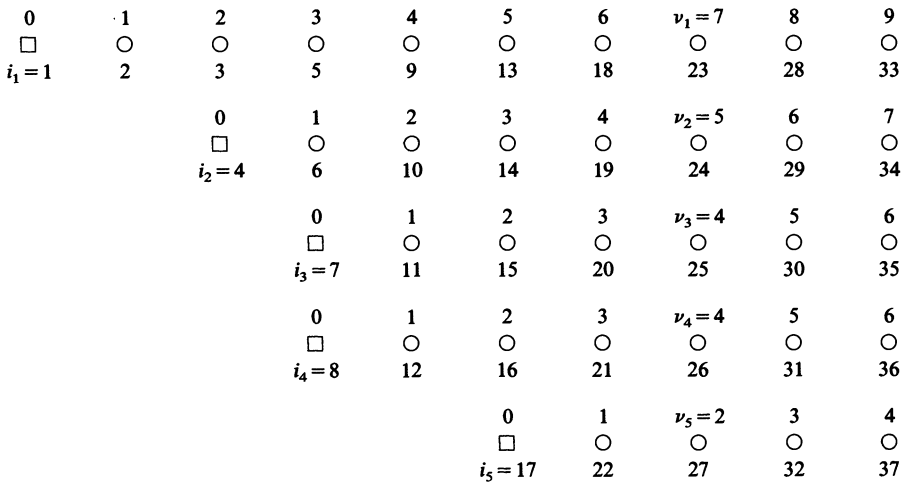 0 1 2 3 4 5 6 ν₁=7 8 9
i₁=1 2 3 5 9 13 18 23 28 33
0 1 2 3 4 ν₂=5 6 7
i₂=4 6 10 14 19 24 29 34
0 1 2 3 ν₃=4 5 6
i₃=7 11 15 20 25 30 35
0 1 2 3 ν₄=4 5 6
i₄=8 12 16 21 26 31 36
0 1 ν₅=2 3 4
i₅=17 22 27 32 37